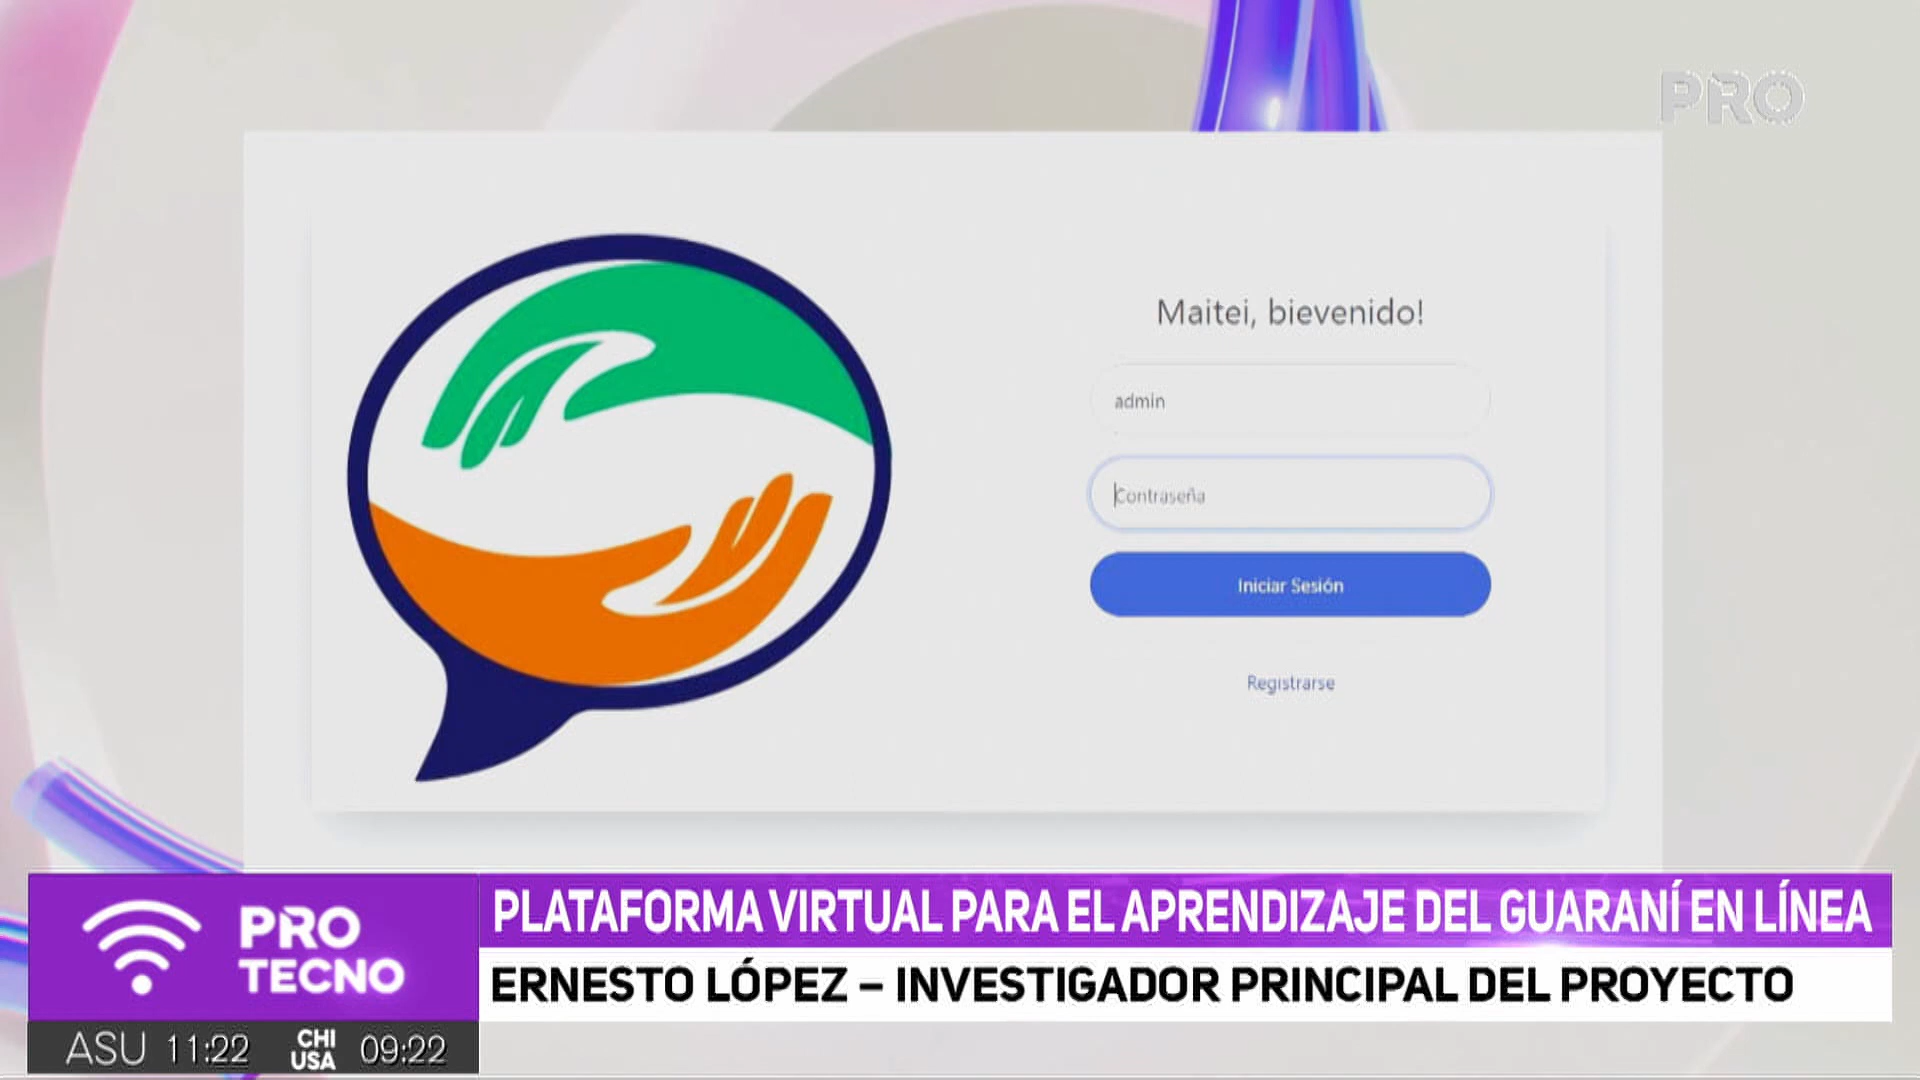 PRO
Maitei, bievenido!
admin
Contraseña
Iniciar Sesión
Registrarse
PRO
TECNO
PLATAFORMA VIRTUAL PARA EL APRENDIZAJE DEL GUARANÍ EN LÍNEA
ERNESTO LÓPEZ – INVESTIGADOR PRINCIPAL DEL PROYECTO
ASU 11:22 CHI USA 09:22